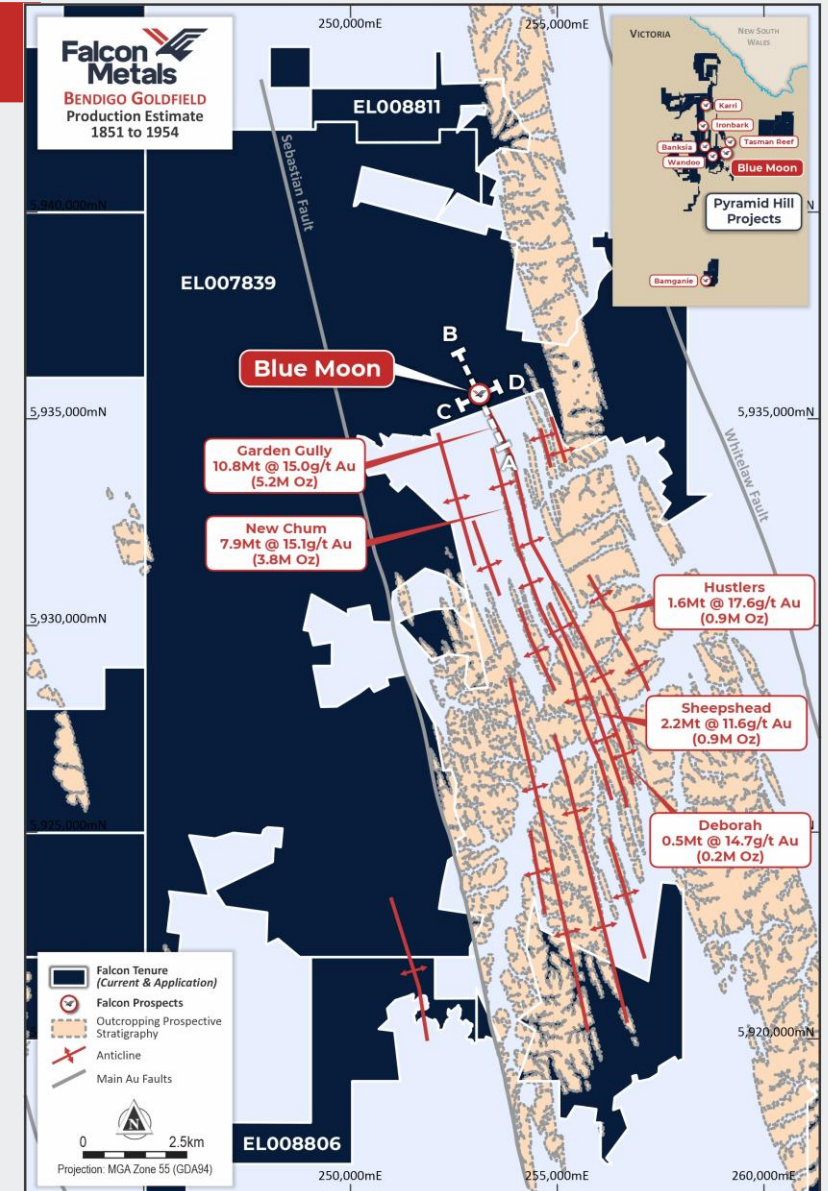 Falcon
Metals
BENDIGO GOLDFIELD
Production Estimate
1851 to 1954
250,000mE
255,000mE
VICTORIA
NEW SOUTH
WALES
Karri
Ironbark
Tasman Reef
Banksia
Wandoo
Blue Moon
Pyramid Hill
Projects
Bamganie
EL008811
Sebastian Fault
5,940,000mN
EL007839
B
Blue Moon
D
C
A
5,935,000mN
5,935,000mN
Garden Gully
10.8Mt @ 15.0g/t Au
(5.2M Oz)
Whitelaw Fault
New Chum
7.9Mt @ 15.1g/t Au
(3.8M Oz)
Hustlers
1.6Mt @ 17.6g/t Au
(0.9M Oz)
5,930,000mN
Sheepshead
2.2Mt @ 11.6g/t Au
(0.9M Oz)
5,925,000mN
Deborah
0.5Mt @ 14.7g/t Au
(0.2M Oz)
Falcon Tenure
(Current & Application)
Falcon Prospects
Outcropping Prospective
Stratigraphy
Anticline
Main Au Faults
N
0 2.5km
Projection: MGA Zone 55 (GDA94)
5,920,000mN
EL008806
250,000mE
255,000mE
260,000mE